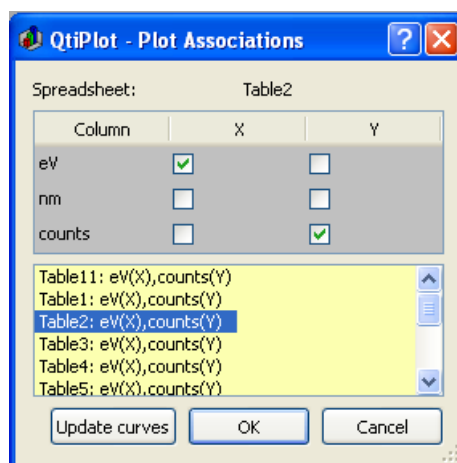 QtiPlot - Plot Associations
Spreadsheet: Table2
Column X Y
eV
nm
counts
Table11: eV(X),counts(Y)
Table1: eV(X),counts(Y)
Table2: eV(X),counts(Y)
Table3: eV(X),counts(Y)
Table4: eV(X),counts(Y)
Table5: eV(X),counts(Y)
Update curves OK Cancel